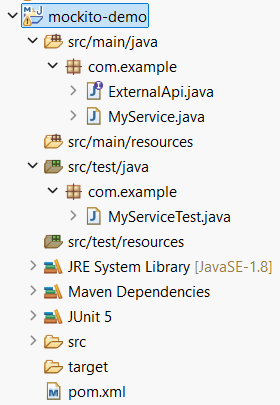 mockito-demo
src/main/java
com.example
ExternalApi.java
MyService.java
src/main/resources
src/test/java
com.example
MyServiceTest.java
src/test/resources
JRE System Library [JavaSE-1.8]
Maven Dependencies
JUnit 5
src
target
pom.xml